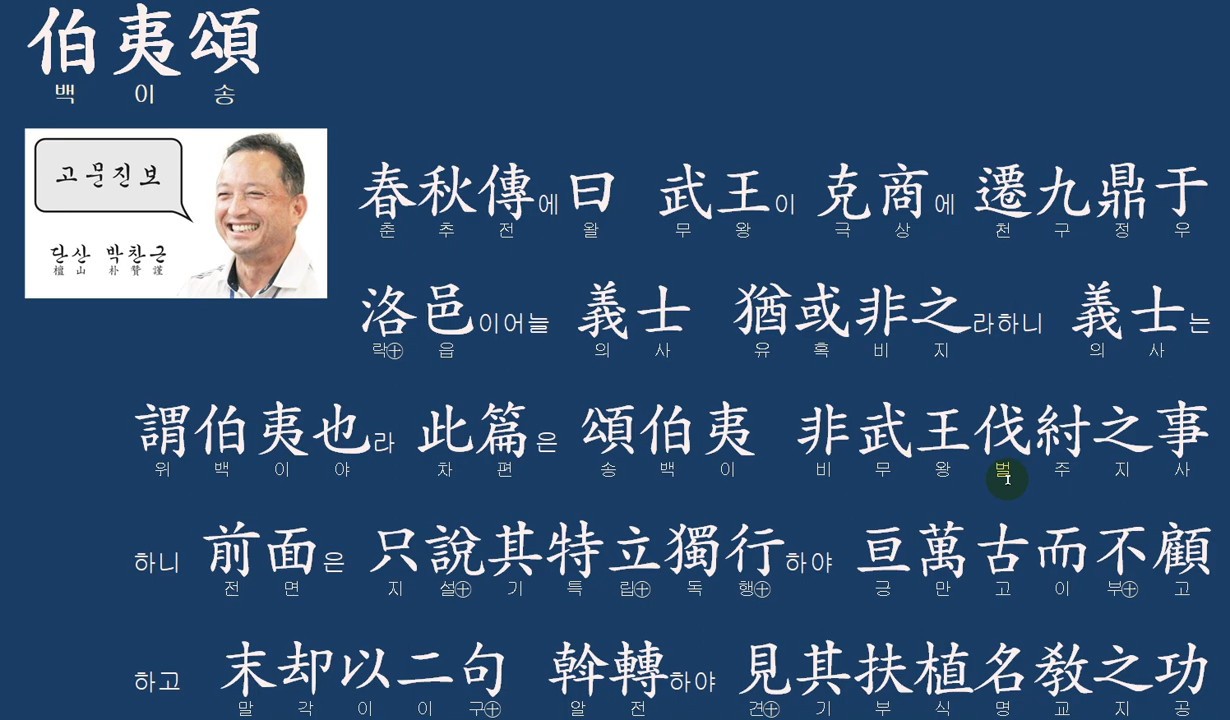 伯夷頌
백 이 송
고문진보
단산 박찬근
檀山 朴贊謹
春秋傳에曰 武王이 克商에 遷九鼎于
춘 추 전 왈 무 왕 극 상 천 구 정 우
洛邑이어늘 義士 猶或非之라하니 義士는
락㊉ 읍 의 사 유 혹 비 지 의 사
謂伯夷也라 此篇은 頌伯夷 非武王伐紂之事
위 백 이 야 차 편 송 백 이 비 무 왕 벌 주 지 사
하니 前面은 只說其特立獨行하야 亘萬古而不顧
전 면 지 설㊉ 기 특 립㊉ 독 행㊉ 긍 만 고 이 부㊉ 고
하고 末却以二句 斡轉하야 見其扶植名敎之功
말 각 이 이 구㊉ 알 전 견㊉ 기 부 식 명 교 지 공